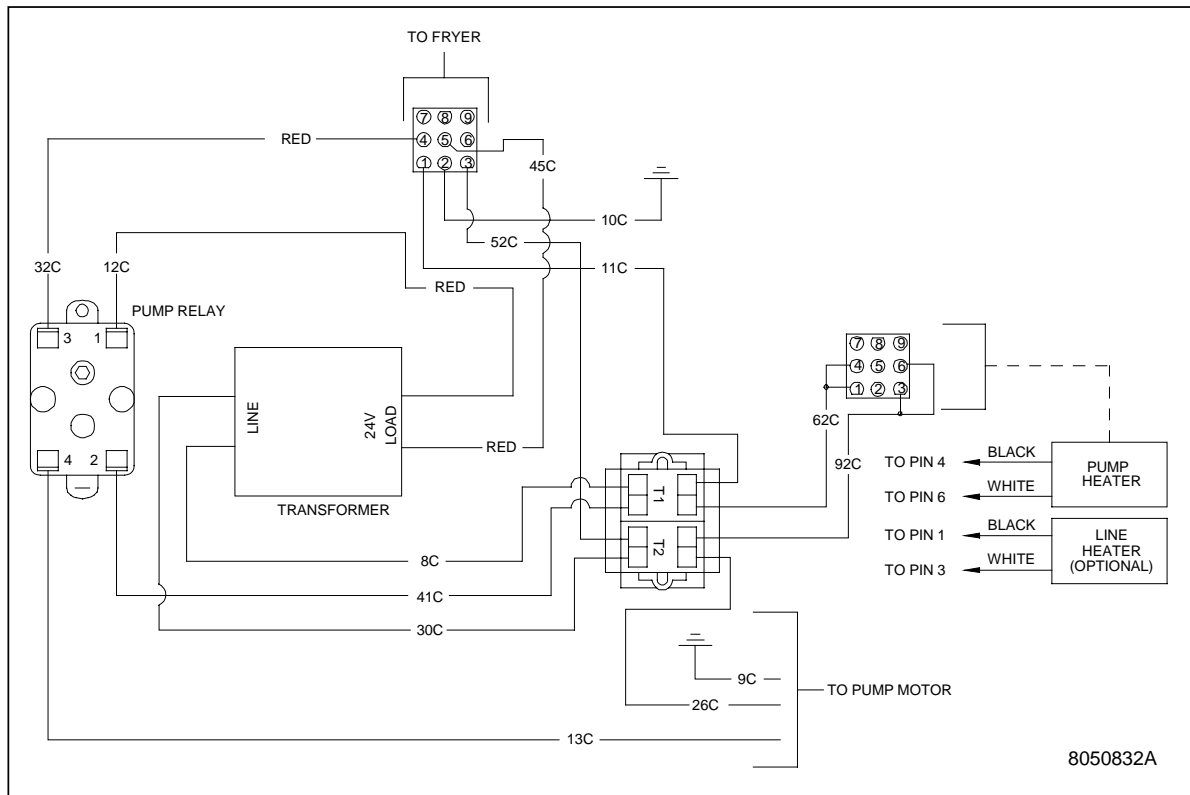 TO FRYER
7 8 9
4 5 6
1 2 3
RED
45C
10C
52C
11C
32C
12C
RED
PUMP RELAY
3 1
4 2
LINE
24V
LOAD
RED
TRANSFORMER
7 8 9
4 5 6
1 2 3
62C
92C
T1
T2
TO PIN 4
BLACK
PUMP
HEATER
TO PIN 6
WHITE
TO PIN 1
BLACK
LINE
HEATER
(OPTIONAL)
TO PIN 3
WHITE
8C
41C
30C
9C
26C
13C
TO PUMP MOTOR
8050832A